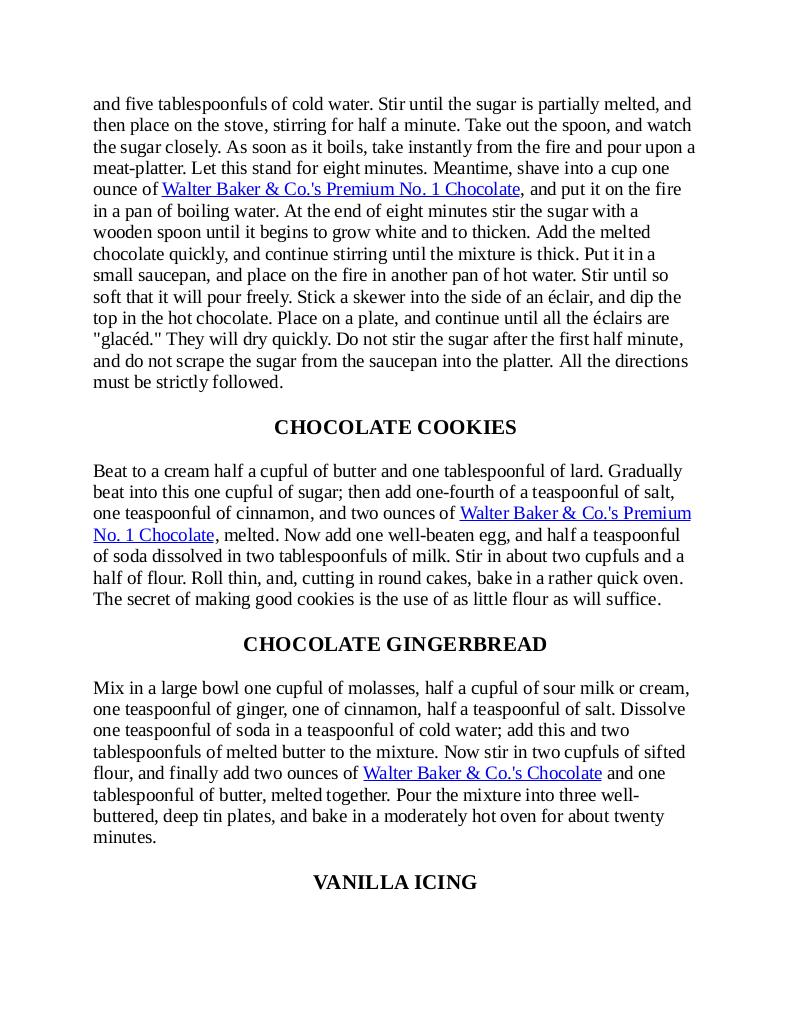 and five tablespoonfuls of cold water. Stir until the sugar is partially melted, and
then place on the stove, stirring for half a minute. Take out the spoon, and watch
the sugar closely. As soon as it boils, take instantly from the fire and pour upon a
meat-platter. Let this stand for eight minutes. Meantime, shave into a cup one
ounce of Walter Baker & Co.'s Premium No. 1 Chocolate, and put it on the fire
in a pan of boiling water. At the end of eight minutes stir the sugar with a
wooden spoon until it begins to grow white and to thicken. Add the melted
chocolate quickly, and continue stirring until the mixture is thick. Put it in a
small saucepan, and place on the fire in another pan of hot water. Stir until so
soft that it will pour freely. Stick a skewer into the side of an éclair, and dip the
top in the hot chocolate. Place on a plate, and continue until all the éclairs are
"glacéd." They will dry quickly. Do not stir the sugar after the first half minute,
and do not scrape the sugar from the saucepan into the platter. All the directions
must be strictly followed.
CHOCOLATE COOKIES
Beat to a cream half a cupful of butter and one tablespoonful of lard. Gradually
beat into this one cupful of sugar; then add one-fourth of a teaspoonful of salt,
one teaspoonful of cinnamon, and two ounces of Walter Baker & Co.'s Premium
No. 1 Chocolate, melted. Now add one well-beaten egg, and half a teaspoonful
of soda dissolved in two tablespoonfuls of milk. Stir in about two cupfuls and a
half of flour. Roll thin, and, cutting in round cakes, bake in a rather quick oven.
The secret of making good cookies is the use of as little flour as will suffice.
CHOCOLATE GINGERBREAD
Mix in a large bowl one cupful of molasses, half a cupful of sour milk or cream,
one teaspoonful of ginger, one of cinnamon, half a teaspoonful of salt. Dissolve
one teaspoonful of soda in a teaspoonful of cold water; add this and two
tablespoonfuls of melted butter to the mixture. Now stir in two cupfuls of sifted
flour, and finally add two ounces of Walter Baker & Co.'s Chocolate and one
tablespoonful of butter, melted together. Pour the mixture into three well-
buttered, deep tin plates, and bake in a moderately hot oven for about twenty
minutes.
VANILLA ICING